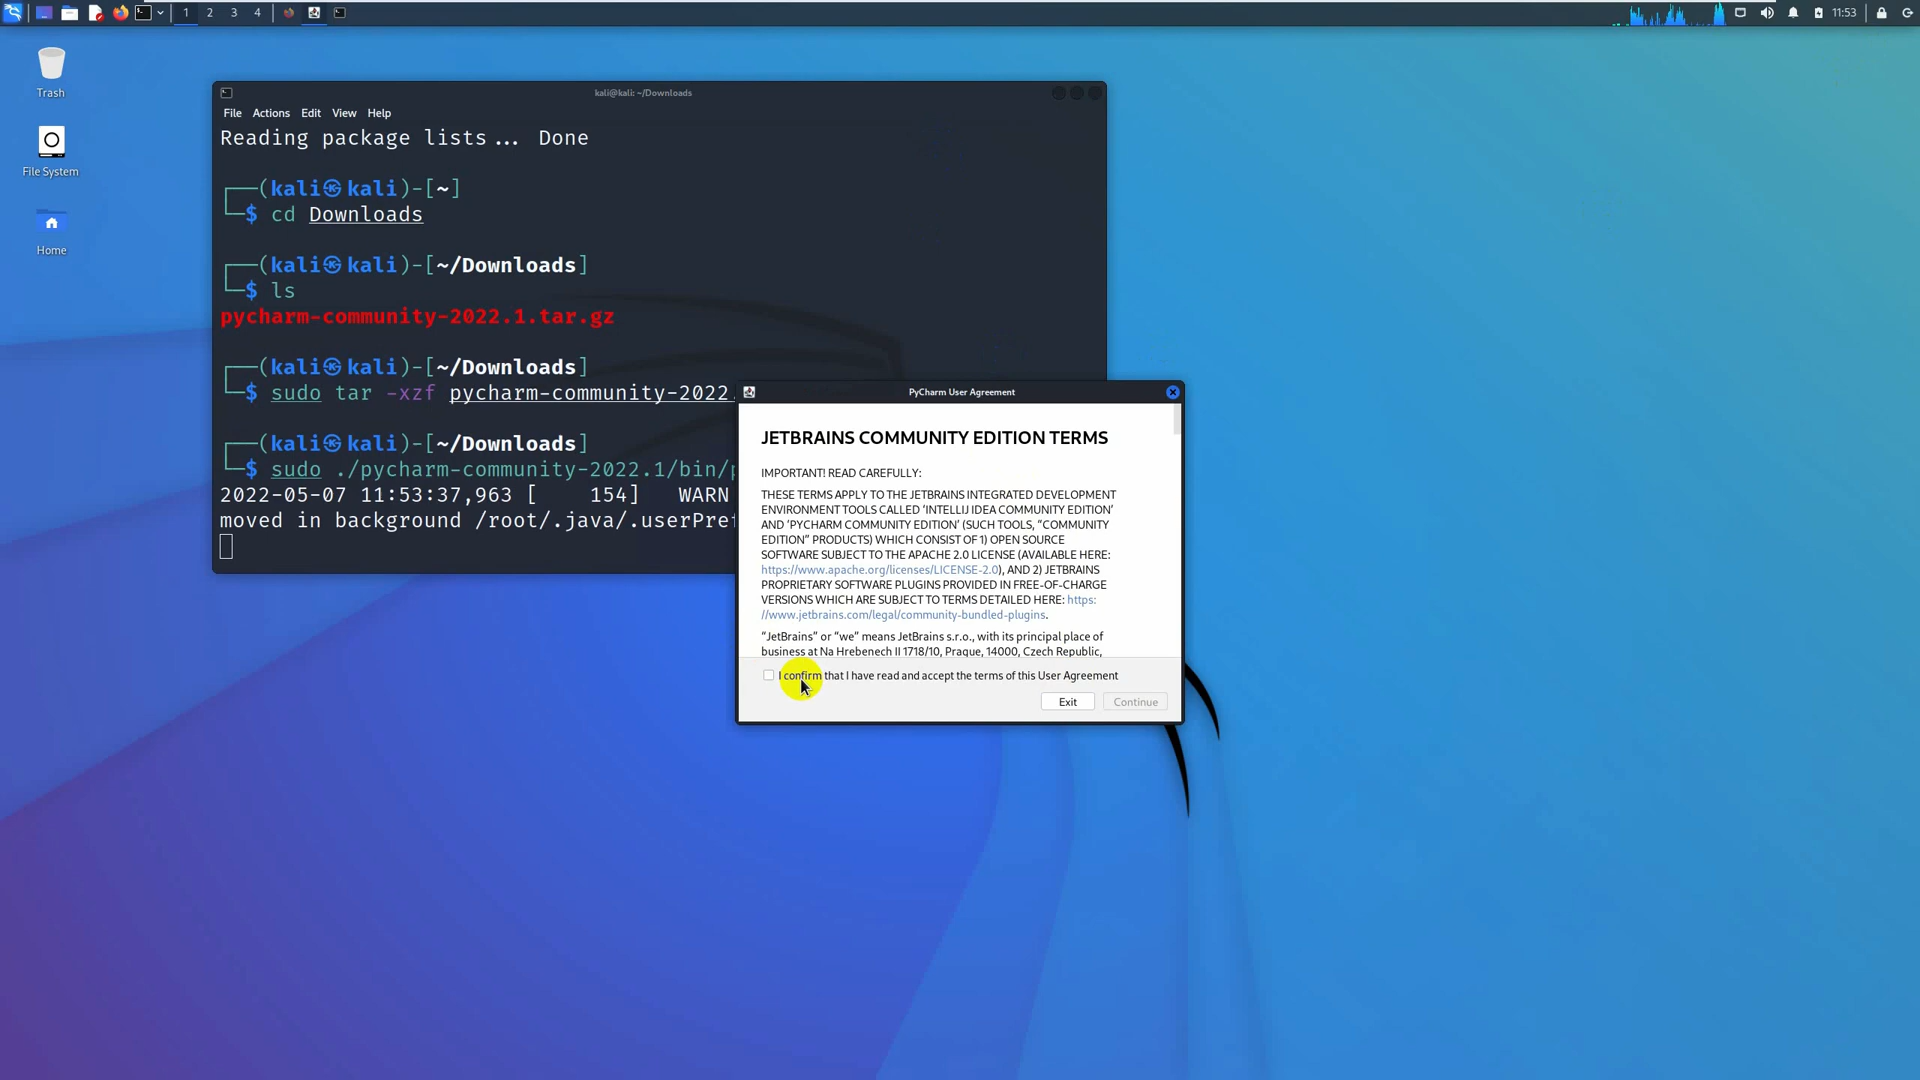 1 2 3 4
11:53
Trash
File System
Home
kali@kali: ~/Downloads
File Actions Edit View Help
Reading package lists... Done
┌──(kali㉿kali)-[~]
└─$ cd Downloads
┌──(kali㉿kali)-[~/Downloads]
└─$ ls
pycharm-community-2022.1.tar.gz
┌──(kali㉿kali)-[~/Downloads]
└─$ sudo tar -xzf pycharm-community-2022.
┌──(kali㉿kali)-[~/Downloads]
└─$ sudo ./pycharm-community-2022.1/bin/p
2022-05-07 11:53:37,963 [    154]   WARN
moved in background /root/.java/.userPref
PyCharm User Agreement
JETBRAINS COMMUNITY EDITION TERMS
IMPORTANT! READ CAREFULLY:
THESE TERMS APPLY TO THE JETBRAINS INTEGRATED DEVELOPMENT
ENVIRONMENT TOOLS CALLED ‘INTELLIJ IDEA COMMUNITY EDITION’
AND ‘PYCHARM COMMUNITY EDITION’ (SUCH TOOLS, “COMMUNITY
EDITION” PRODUCTS) WHICH CONSIST OF 1) OPEN SOURCE
SOFTWARE SUBJECT TO THE APACHE 2.0 LICENSE (AVAILABLE HERE:
https://www.apache.org/licenses/LICENSE-2.0), AND 2) JETBRAINS
PROPRIETARY SOFTWARE PLUGINS PROVIDED IN FREE-OF-CHARGE
VERSIONS WHICH ARE SUBJECT TO TERMS DETAILED HERE: https:
//www.jetbrains.com/legal/community-bundled-plugins.
“JetBrains” or “we” means JetBrains s.r.o., with its principal place of
business at Na Hrebenech II 1718/10, Prague, 14000, Czech Republic,
I confirm that I have read and accept the terms of this User Agreement
Exit Continue